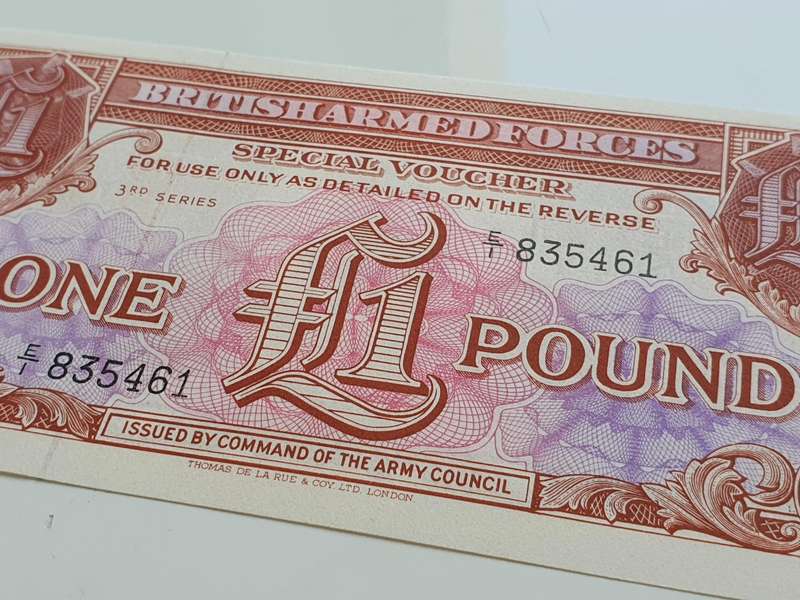 BRITISH ARMED FORCES
SPECIAL VOUCHER
FOR USE ONLY AS DETAILED ON THE REVERSE
3RD SERIES
E/1 835461
ONE £1 POUND
E/1 835461
ISSUED BY COMMAND OF THE ARMY COUNCIL
THOMAS DE LA RUE & COY. LTD. LONDON.
£1
£